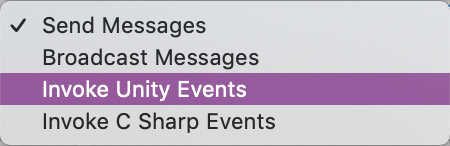 ✓ Send Messages
Broadcast Messages
Invoke Unity Events
Invoke C Sharp Events